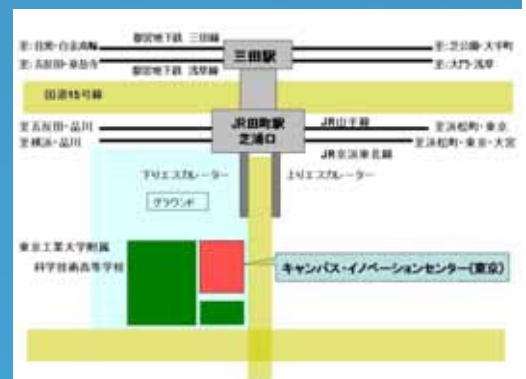 都営地下鉄 三田線
至:目黒・白金高輪
三田駅
至:芝公園・大手町
至:五反田・泉岳寺
至:大門・浅草
都営地下鉄 浅草線
国道15号線
JR田町駅
芝浦口
JR山手線
至五反田・品川
至浜松町・東京
至横浜・品川
至浜松町・東京・大宮
JR京浜東北線
下りエスカレーター
上りエスカレーター
グラウンド
東京工業大学附属
科学技術高等学校
キャンパス・イノベーションセンター(東京)